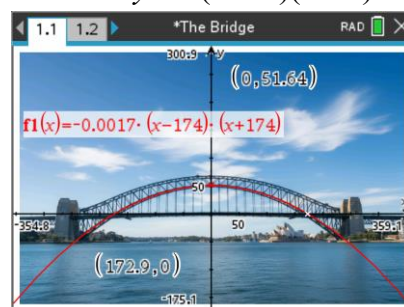 1.1 1.2 *The Bridge RAD
300.9 y
(0,51.64)
f1(x)=-0.0017·(x-174)·(x+174)
50
-354.8 50 359.1
(172.9,0)
-175.1